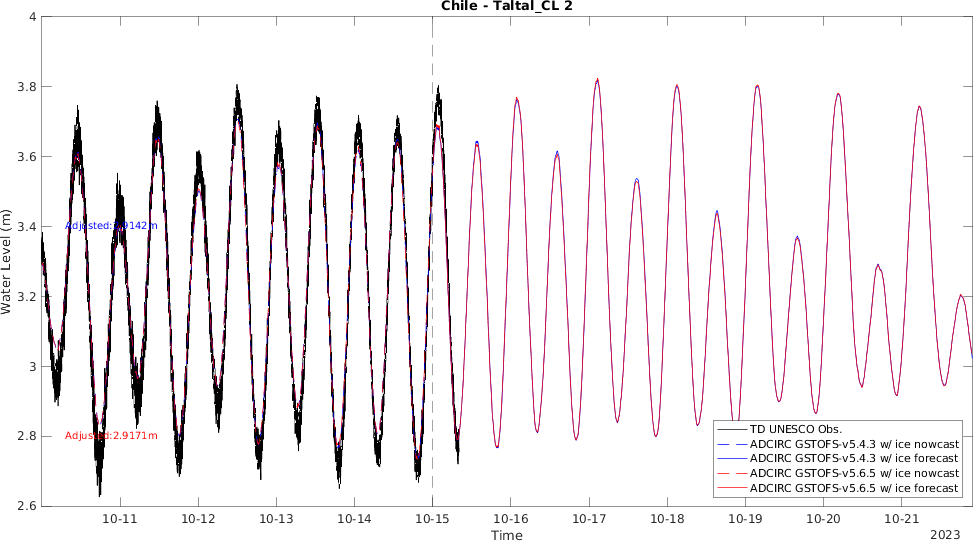 Chile - Taltal_CL 2
Water Level (m)
4
3.8
3.6
3.4
3.2
3
2.8
2.6
Adjusted:2.9142m
Adjusted:2.9171m
TD UNESCO Obs.
ADCIRC GSTOFS-v5.4.3 w/ ice nowcast
ADCIRC GSTOFS-v5.4.3 w/ ice forecast
ADCIRC GSTOFS-v5.6.5 w/ ice nowcast
ADCIRC GSTOFS-v5.6.5 w/ ice forecast
10-11 10-12 10-13 10-14 10-15 10-16 10-17 10-18 10-19 10-20 10-21
Time
2023